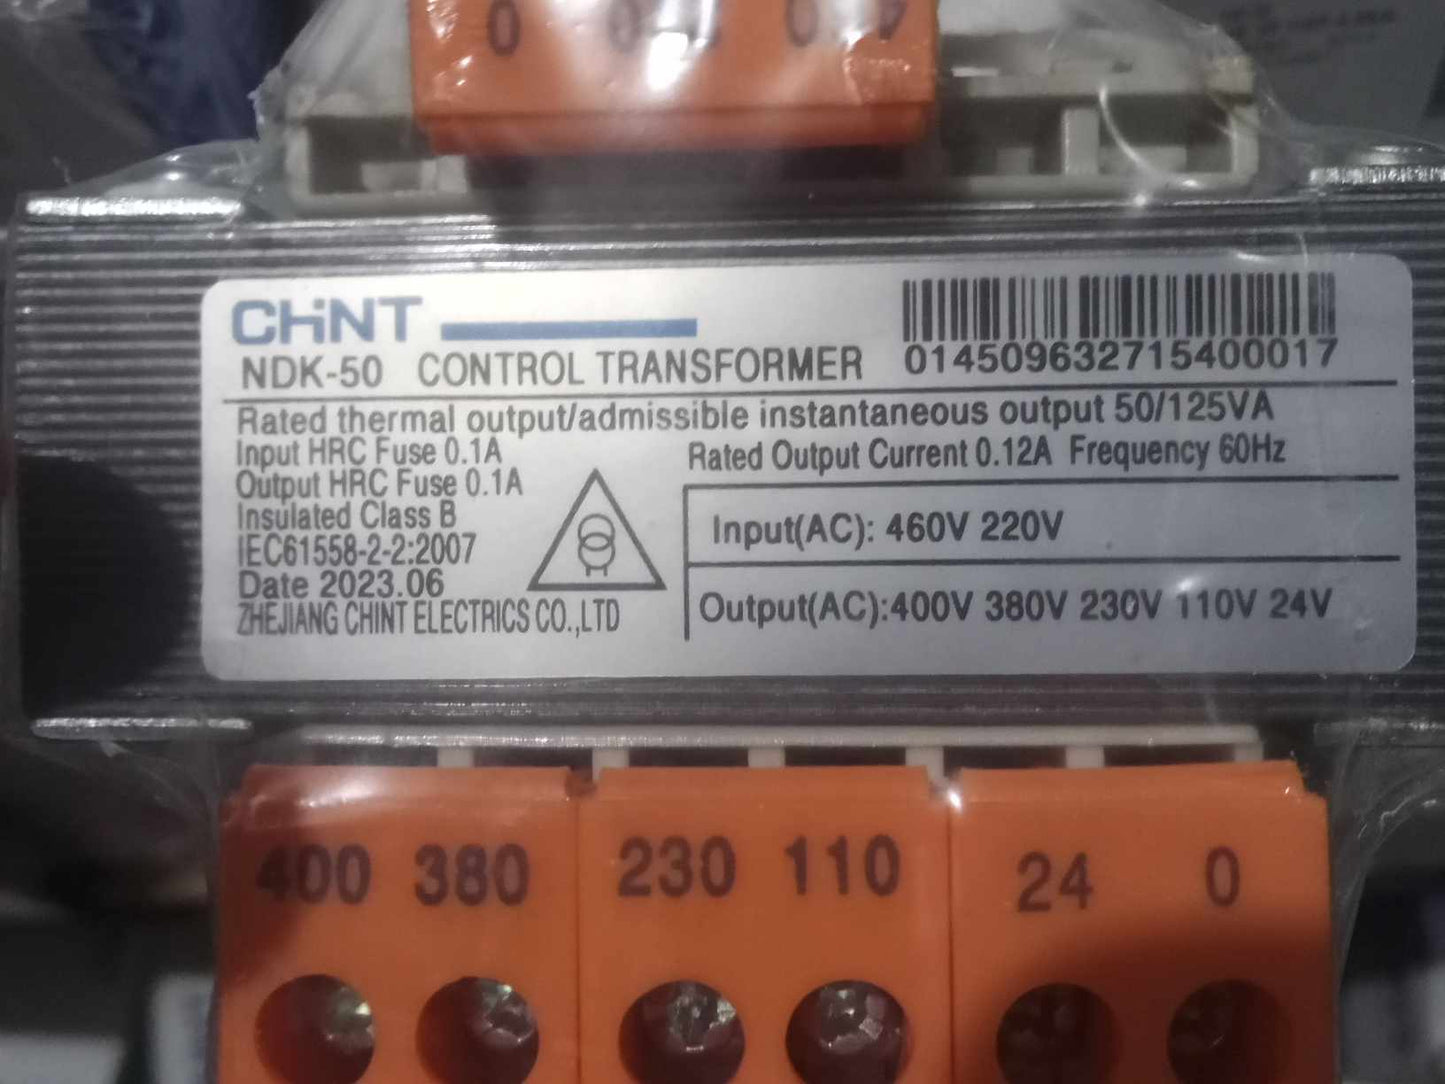 CHiNT
NDK-50 CONTROL TRANSFORMER
014509632715400017
Rated thermal output/admissible instantaneous output 50/125VA
Input HRC Fuse 0.1A
Output HRC Fuse 0.1A
Insulated Class B
IEC61558-2-2:2007
Date 2023.06
ZHEJIANG CHINT ELECTRICS CO.,LTD
Rated Output Current 0.12A Frequency 60Hz
Input(AC): 460V 220V
Output(AC):400V 380V 230V 110V 24V
400 380 230 110 24 0